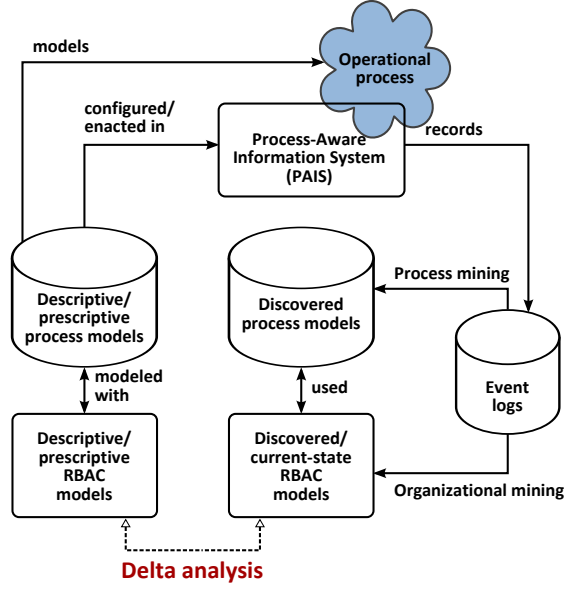 models
Operational
process
configured/
enacted in
Process-Aware
Information System
(PAIS)
records
Descriptive/
prescriptive
process models
Discovered
process models
Process mining
Event
logs
modeled
with
used
Descriptive/
prescriptive
RBAC
models
Discovered/
current-state
RBAC
models
Organizational mining
Delta analysis